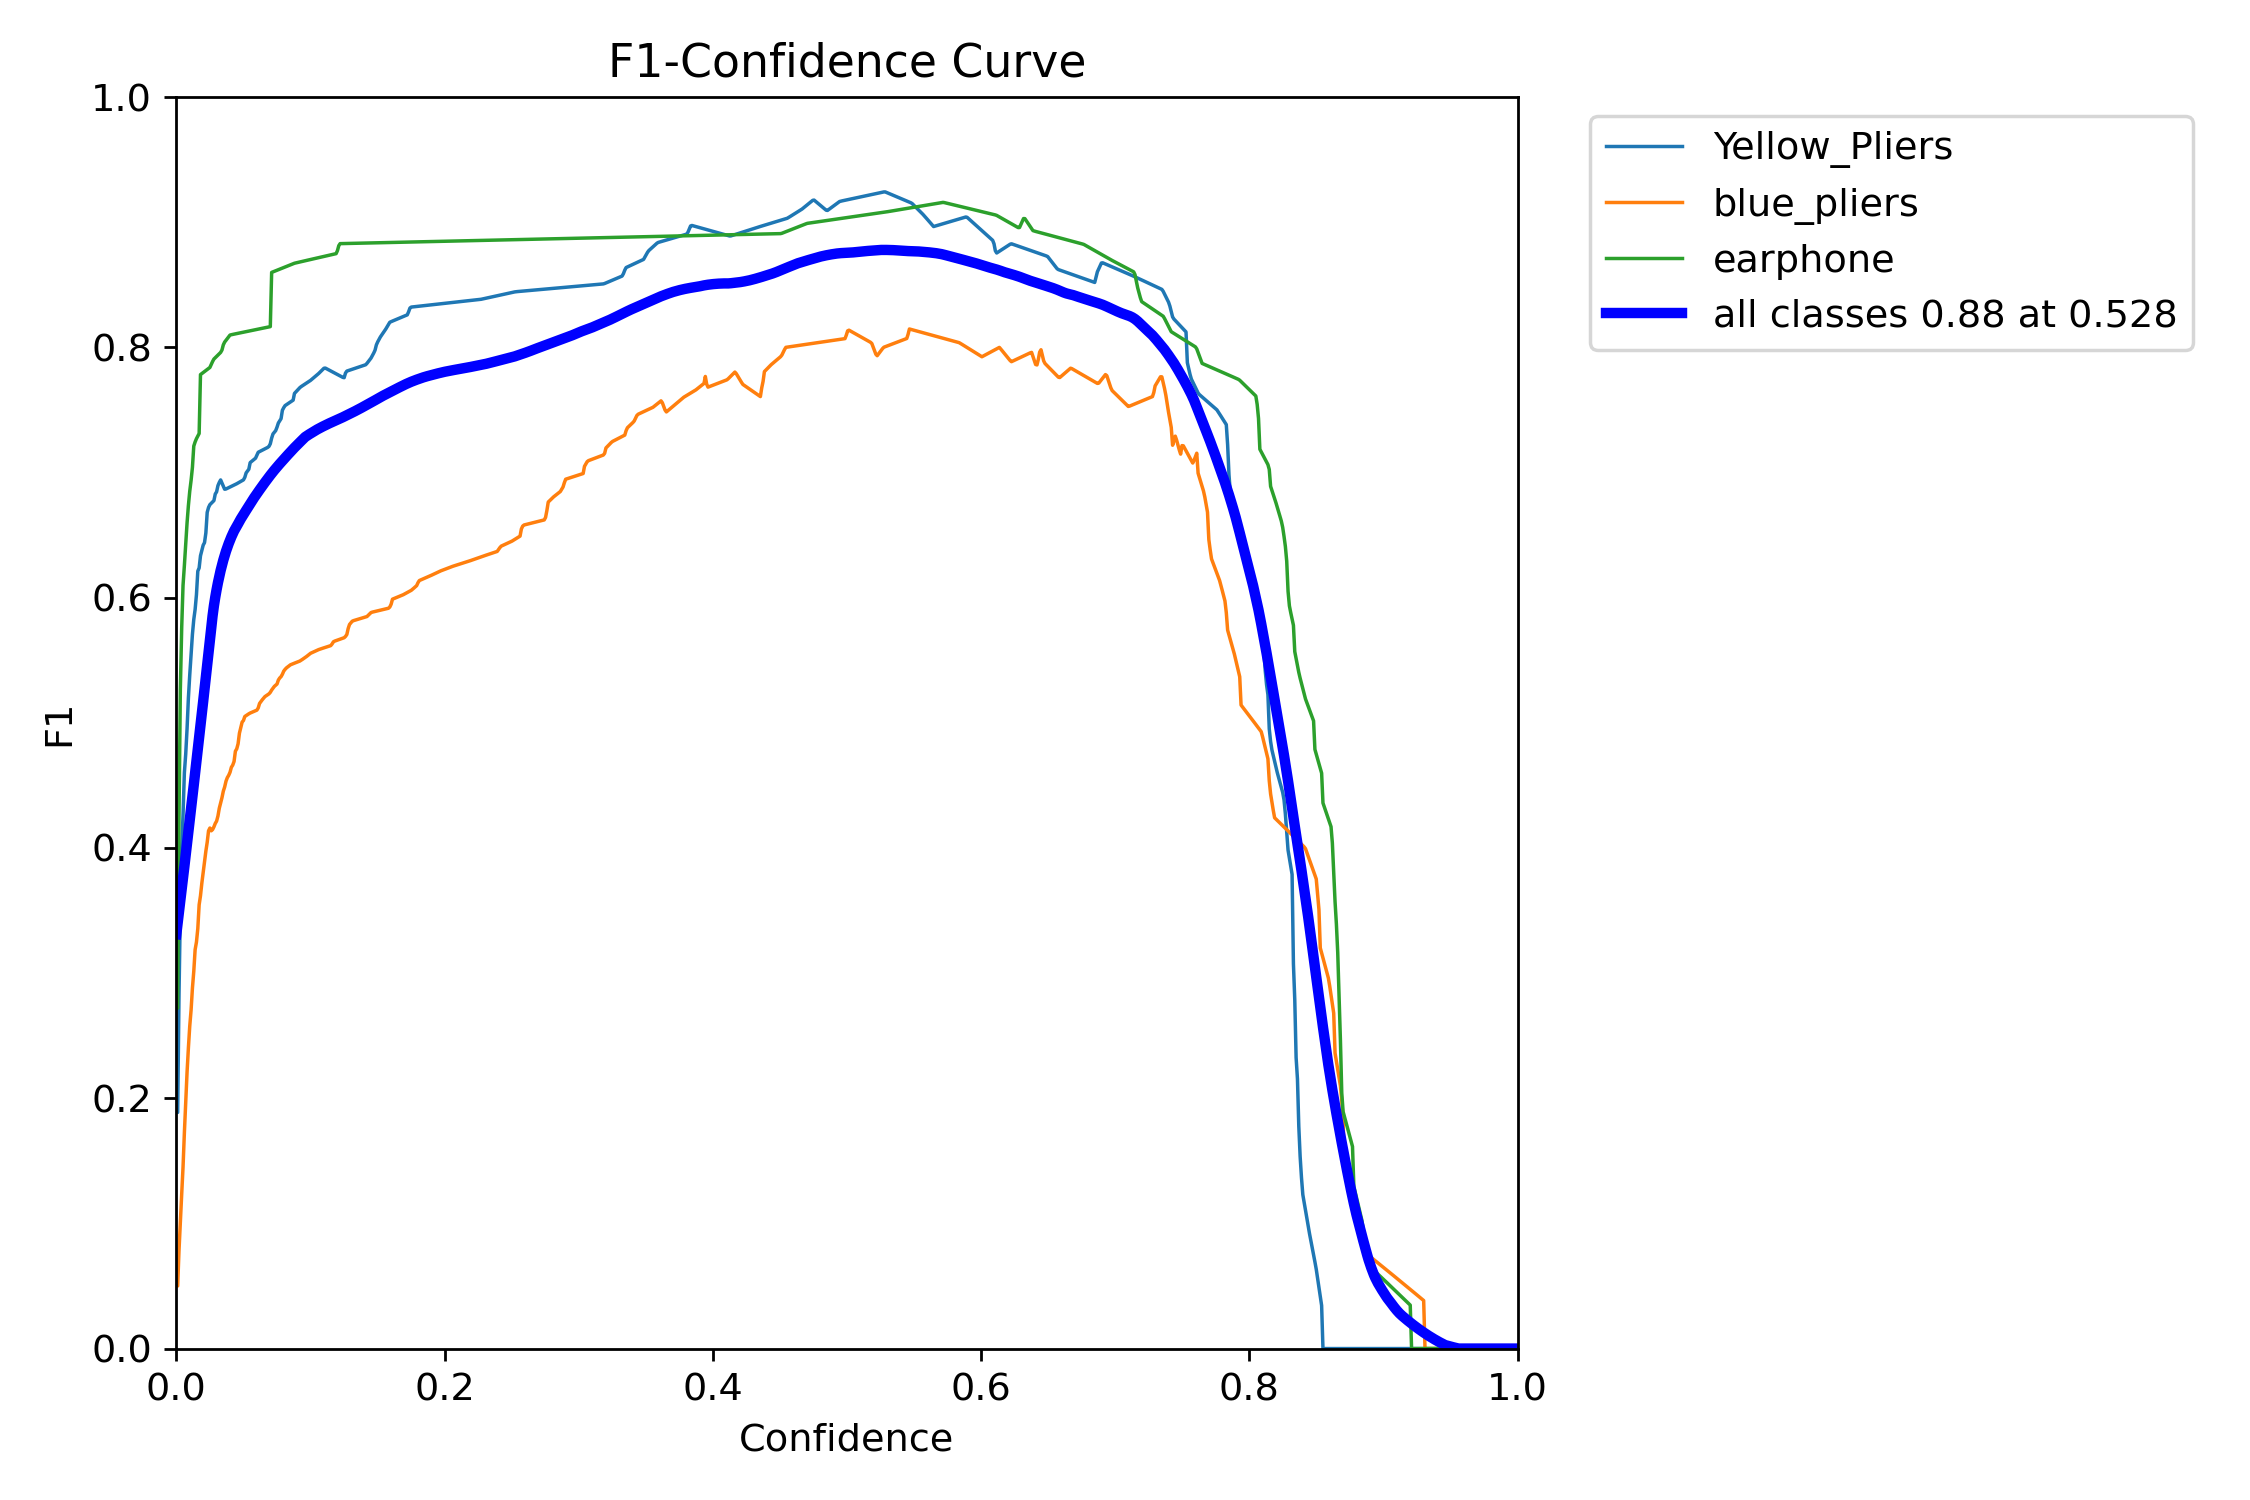 F1-Confidence Curve
Yellow_Pliers
blue_pliers
earphone
all classes 0.88 at 0.528
1.0
0.8
0.6
0.4
0.2
0.0
F1
0.0 0.2 0.4 0.6 0.8 1.0
Confidence